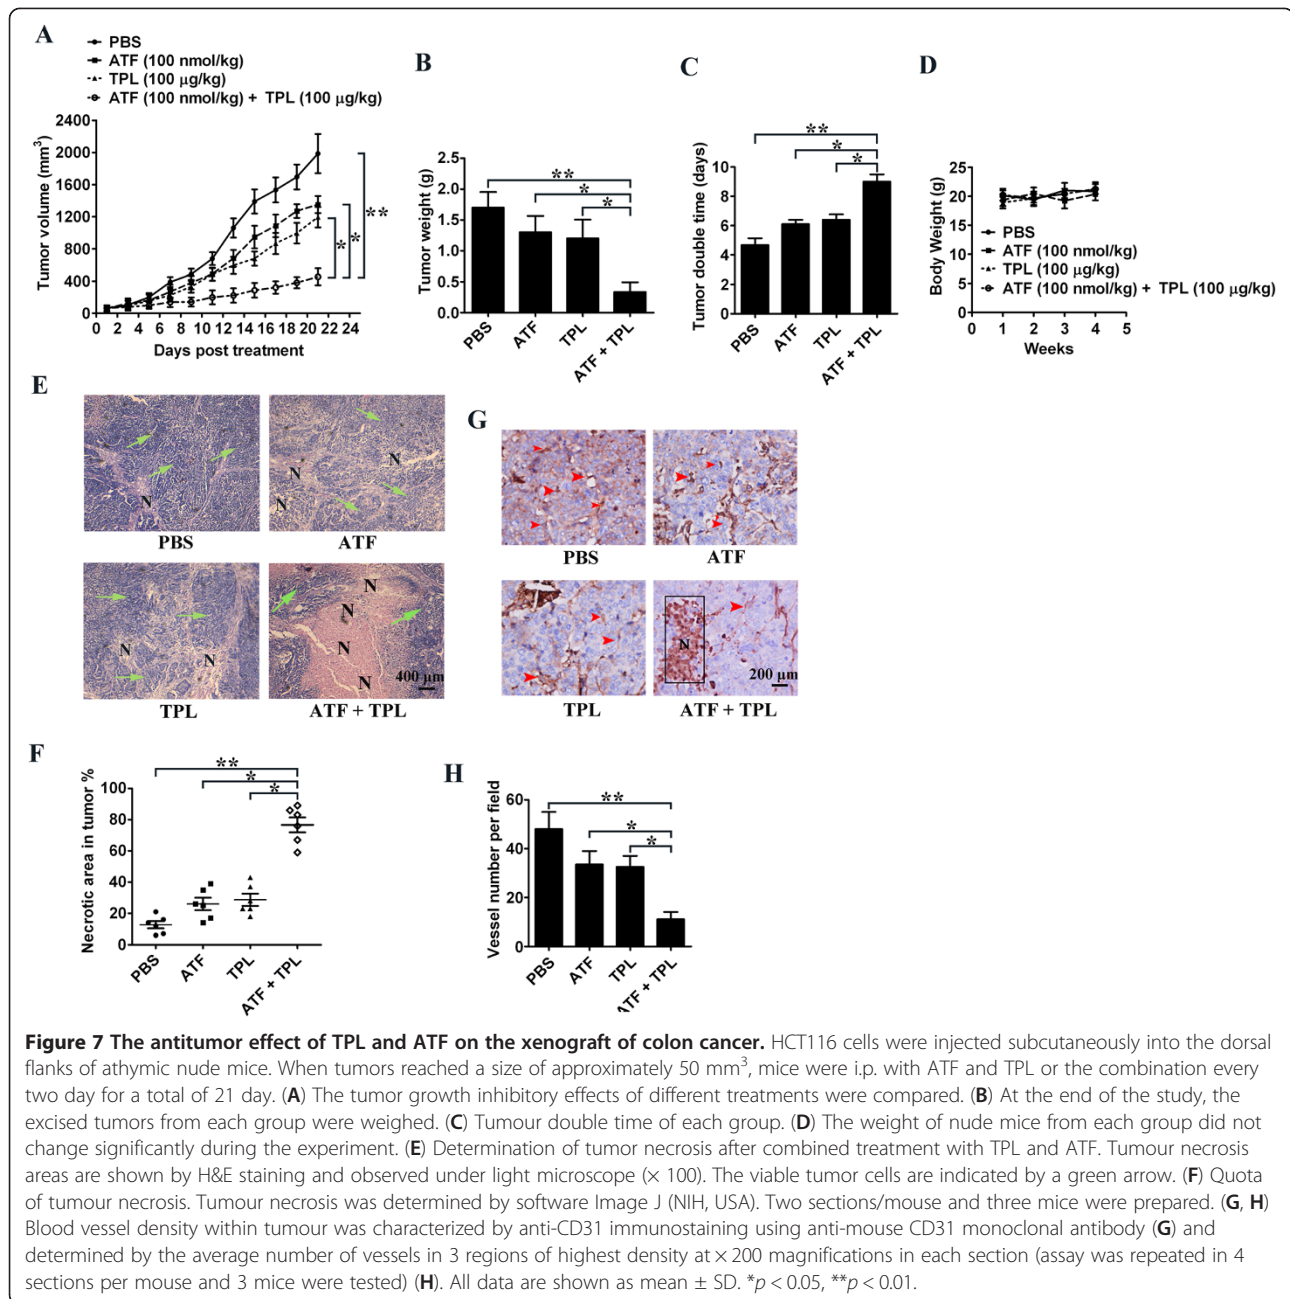 A
PBS
ATF (100 nmol/kg)
TPL (100 µg/kg)
ATF (100 nmol/kg) + TPL (100 µg/kg)
Tumor volume (mm³)
2400
2000
1600
1200
800
400
0
0 2 4 6 8 10 12 14 16 18 20 22 24
Days post treatment
*
*
**
B
Tumor weight (g)
2.5
2.0
1.5
1.0
0.5
0.0
**
*
*
PBS
ATF
TPL
ATF + TPL
C
Tumor double time (days)
10
8
6
4
2
0
**
*
*
PBS
ATF
TPL
ATF + TPL
D
Body Weight (g)
25
20
15
10
5
0
PBS
ATF (100 nmol/kg)
TPL (100 µg/kg)
ATF (100 nmol/kg) + TPL (100 µg/kg)
0 1 2 3 4 5
Weeks
E
N
PBS
N
N
N
ATF
N
N
TPL
N
N
N
N
N
400 µm
ATF + TPL
G
PBS
ATF
TPL
N
200 µm
ATF + TPL
F
Necrotic area in tumor %
100
80
60
40
20
0
**
*
*
PBS
ATF
TPL
ATF + TPL
H
Vessel number per field
60
40
20
0
**
*
*
PBS
ATF
TPL
ATF + TPL
Figure 7 The antitumor effect of TPL and ATF on the xenograft of colon cancer. HCT116 cells were injected subcutaneously into the dorsal
flanks of athymic nude mice. When tumors reached a size of approximately 50 mm³, mice were i.p. with ATF and TPL or the combination every
two day for a total of 21 day. (A) The tumor growth inhibitory effects of different treatments were compared. (B) At the end of the study, the
excised tumors from each group were weighed. (C) Tumour double time of each group. (D) The weight of nude mice from each group did not
change significantly during the experiment. (E) Determination of tumor necrosis after combined treatment with TPL and ATF. Tumour necrosis
areas are shown by H&E staining and observed under light microscope (× 100). The viable tumor cells are indicated by a green arrow. (F) Quota
of tumour necrosis. Tumour necrosis was determined by software Image J (NIH, USA). Two sections/mouse and three mice were prepared. (G, H)
Blood vessel density within tumour was characterized by anti-CD31 immunostaining using anti-mouse CD31 monoclonal antibody (G) and
determined by the average number of vessels in 3 regions of highest density at × 200 magnifications in each section (assay was repeated in 4
sections per mouse and 3 mice were tested) (H). All data are shown as mean ± SD. *p < 0.05, **p < 0.01.